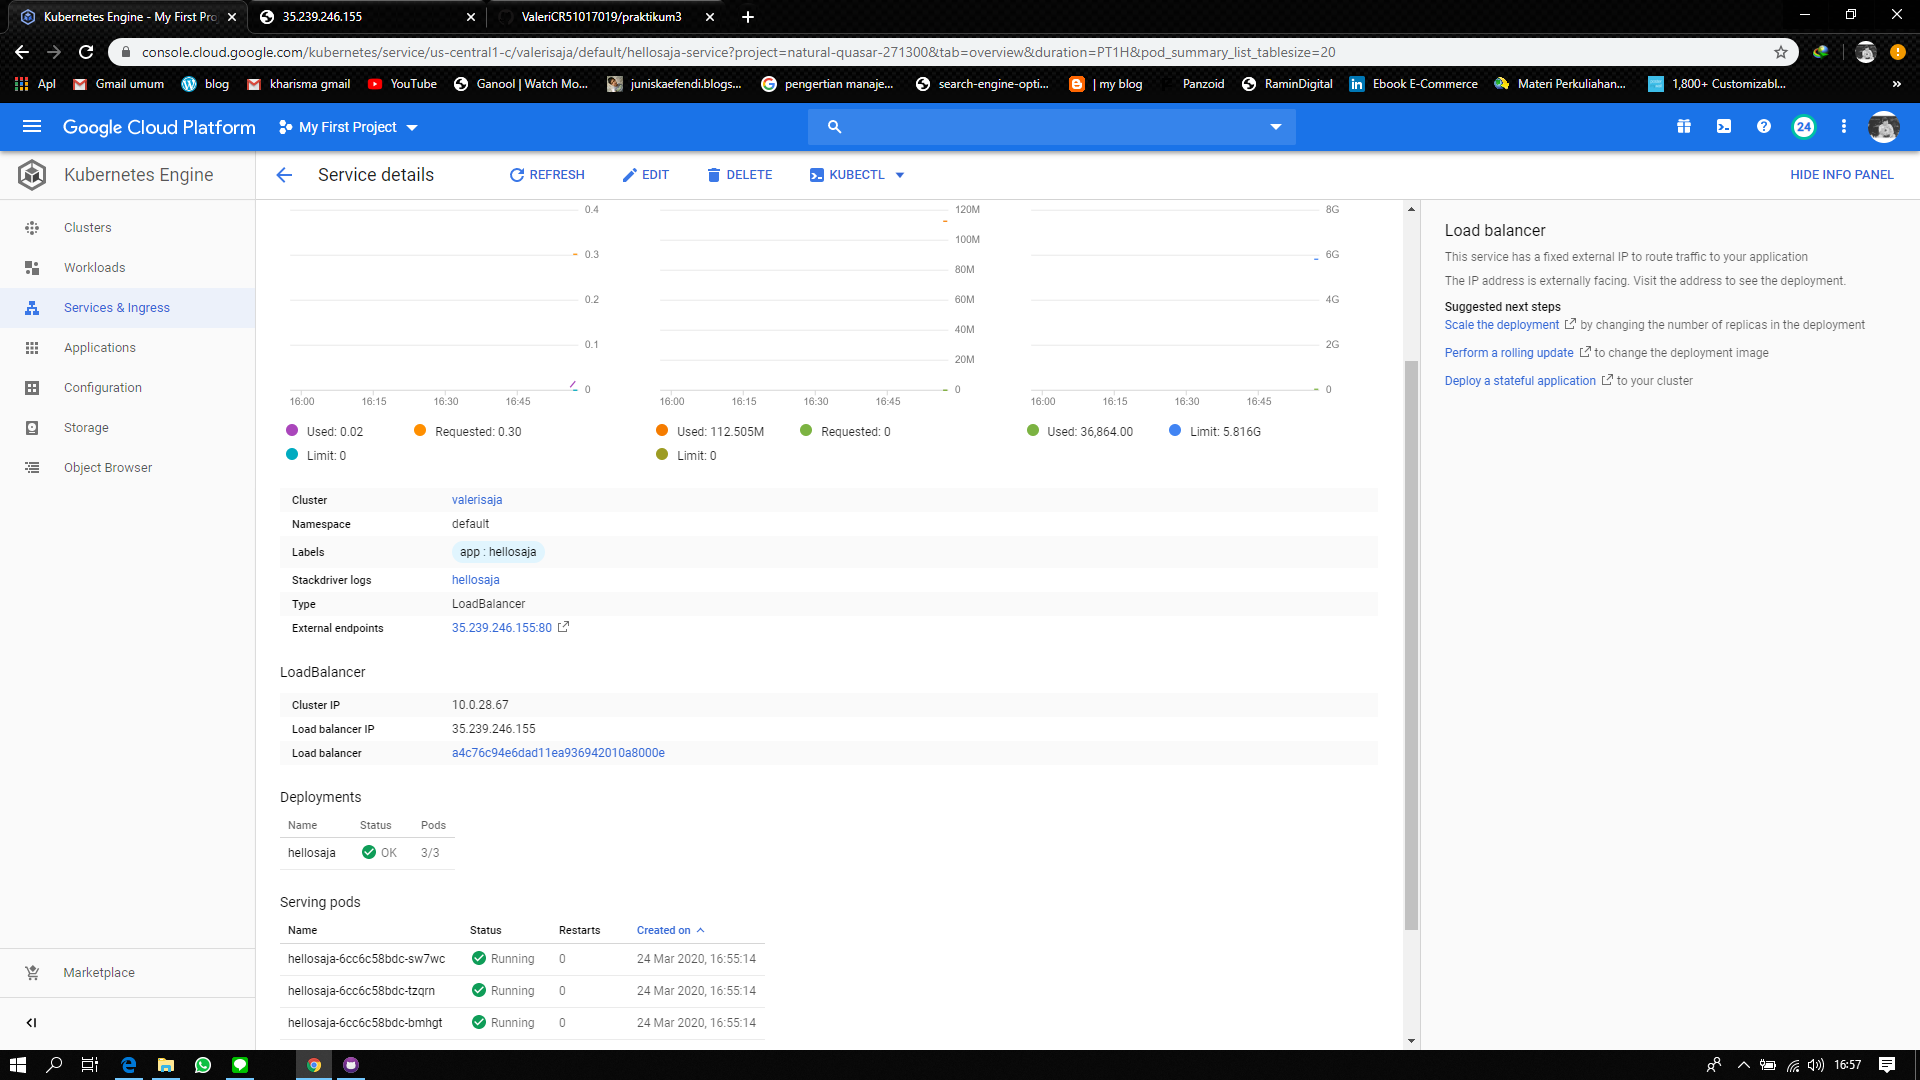 Kubernetes Engine - My First Pro
35.239.246.155
ValeriCR51017019/praktikum3
console.cloud.google.com/kubernetes/service/us-central1-c/valerisaja/default/hellosaja-service?project=natural-quasar-271300&tab=overview&duration=PT1H&pod_summary_list_tablesize=20
Apl Gmail umum blog kharisma gmail YouTube Ganool | Watch Mo... juniskaefendi.blogs... pengertian manaje... search-engine-opti... | my blog Panzoid RaminDigital Ebook E-Commerce Materi Perkuliahan... 1,800+ Customizabl... »
Google Cloud Platform My First Project 24
Kubernetes Engine
Service details REFRESH EDIT DELETE KUBECTL HIDE INFO PANEL
Clusters
Workloads
Services & Ingress
Applications
Configuration
Storage
Object Browser
Marketplace
0.4
0.3
0.2
0.1
0
16:00 16:15 16:30 16:45
Used: 0.02 Requested: 0.30
Limit: 0
120M
100M
80M
60M
40M
20M
0
16:00 16:15 16:30 16:45
Used: 112.505M Requested: 0
Limit: 0
8G
6G
4G
2G
0
16:00 16:15 16:30 16:45
Used: 36,864.00 Limit: 5.816G
Cluster valerisaja
Namespace default
Labels app : hellosaja
Stackdriver logs hellosaja
Type LoadBalancer
External endpoints 35.239.246.155:80
LoadBalancer
Cluster IP 10.0.28.67
Load balancer IP 35.239.246.155
Load balancer a4c76c94e6dad11ea936942010a8000e
Deployments
Name Status Pods
hellosaja OK 3/3
Serving pods
Name Status Restarts Created on
hellosaja-6cc6c58bdc-sw7wc Running 0 24 Mar 2020, 16:55:14
hellosaja-6cc6c58bdc-tzqrn Running 0 24 Mar 2020, 16:55:14
hellosaja-6cc6c58bdc-bmhgt Running 0 24 Mar 2020, 16:55:14
Load balancer
This service has a fixed external IP to route traffic to your application
The IP address is externally facing. Visit the address to see the deployment.
Suggested next steps
Scale the deployment by changing the number of replicas in the deployment
Perform a rolling update to change the deployment image
Deploy a stateful application to your cluster
16:57